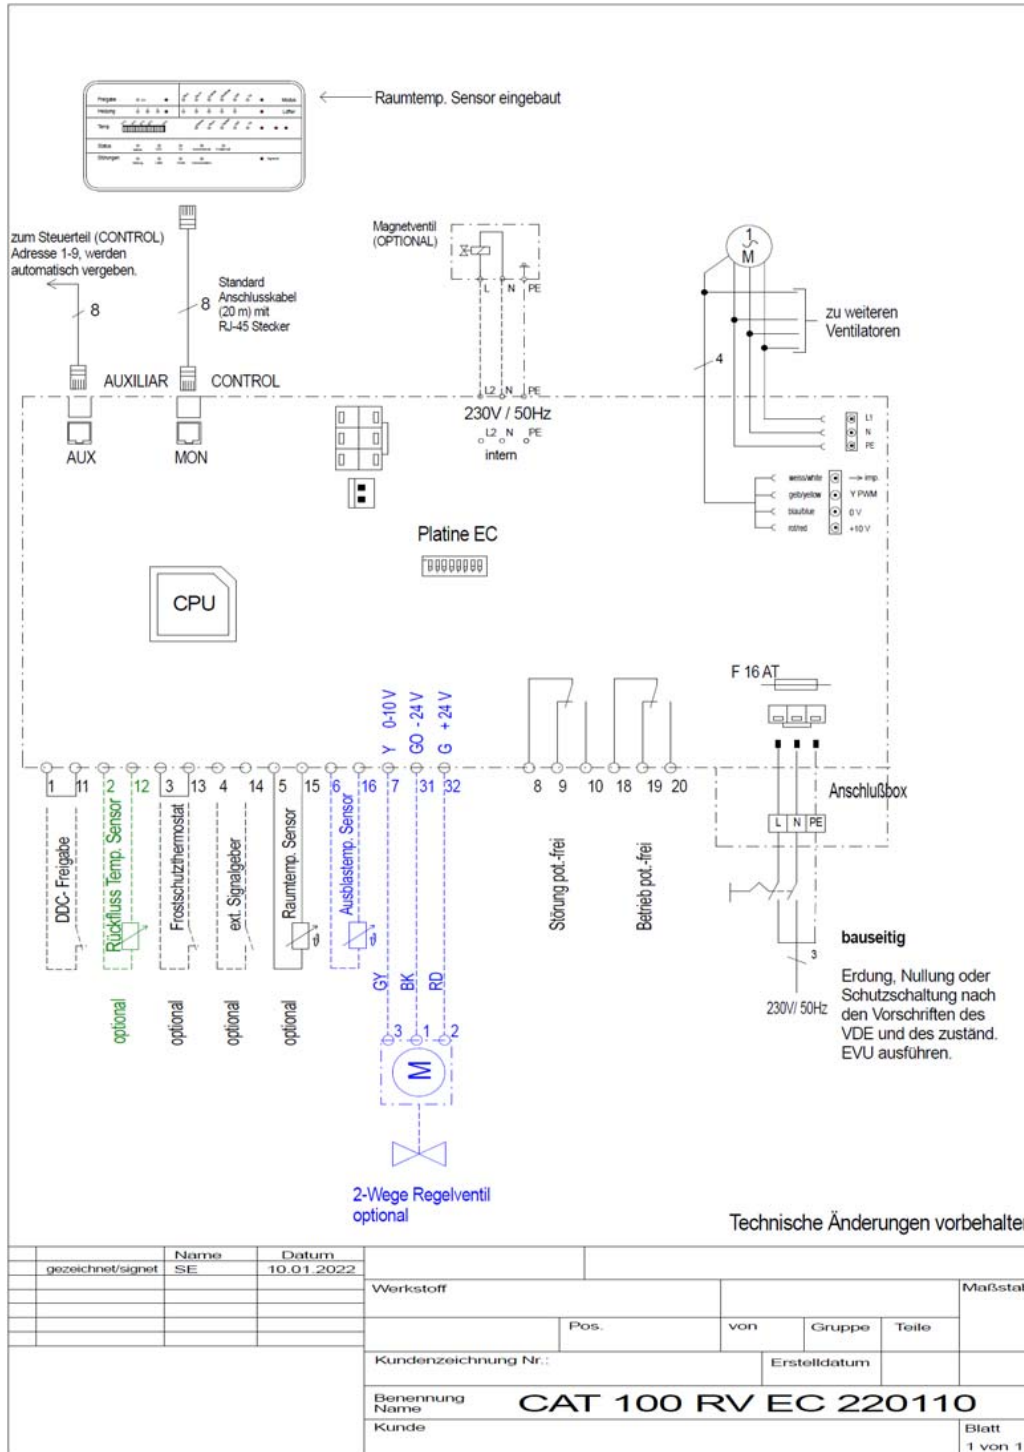 Raumtemp. Sensor eingebaut
Freigabe
Modus
Heizung
Lüfter
Temp
Status
Störungen
zum Steuerteil (CONTROL)
Adresse 1-9, werden
automatisch vergeben.
8
8
Standard
Anschlusskabel
(20 m) mit
RJ-45 Stecker
Magnetventil
(OPTIONAL)
L N PE
1
M
zu weiteren
Ventilatoren
4
AUXILIAR
CONTROL
AUX
MON
L2 N PE
230V / 50Hz
L2 N PE
intern
L1
N
PE
weiss/white imp.
gelb/yellow Y PWM
blau/blue 0 V
rot/red +10 V
Platine EC
CPU
F 16 AT
Y 0-10 V
GO - 24 V
G + 24 V
1 11 2 12 3 13 4 14 5 15 6 16 7 31 32 8 9 10 18 19 20
Anschlußbox
L N PE
DDC- Freigabe
Rückfluss Temp. Sensor
Frostschutzthermostat
ext. Signalgeber
Raumtemp. Sensor
Ausblastemp. Sensor
Störung pot.-frei
Betrieb pot.-frei
optional
optional
optional
optional
GY
BK
RD
3 1 2
M
2-Wege Regelventil
optional
3
230V/ 50Hz
bauseitig
Erdung, Nullung oder
Schutzschaltung nach
den Vorschriften des
VDE und des zuständ.
EVU ausführen.
Technische Änderungen vorbehalten
Name Datum
gezeichnet/signet SE 10.01.2022
Werkstoff
Maßstab
Pos. von Gruppe Teile
Kundenzeichnung Nr.: Erstelldatum
Benennung
Name
CAT 100 RV EC 220110
Kunde
Blatt
1 von 1